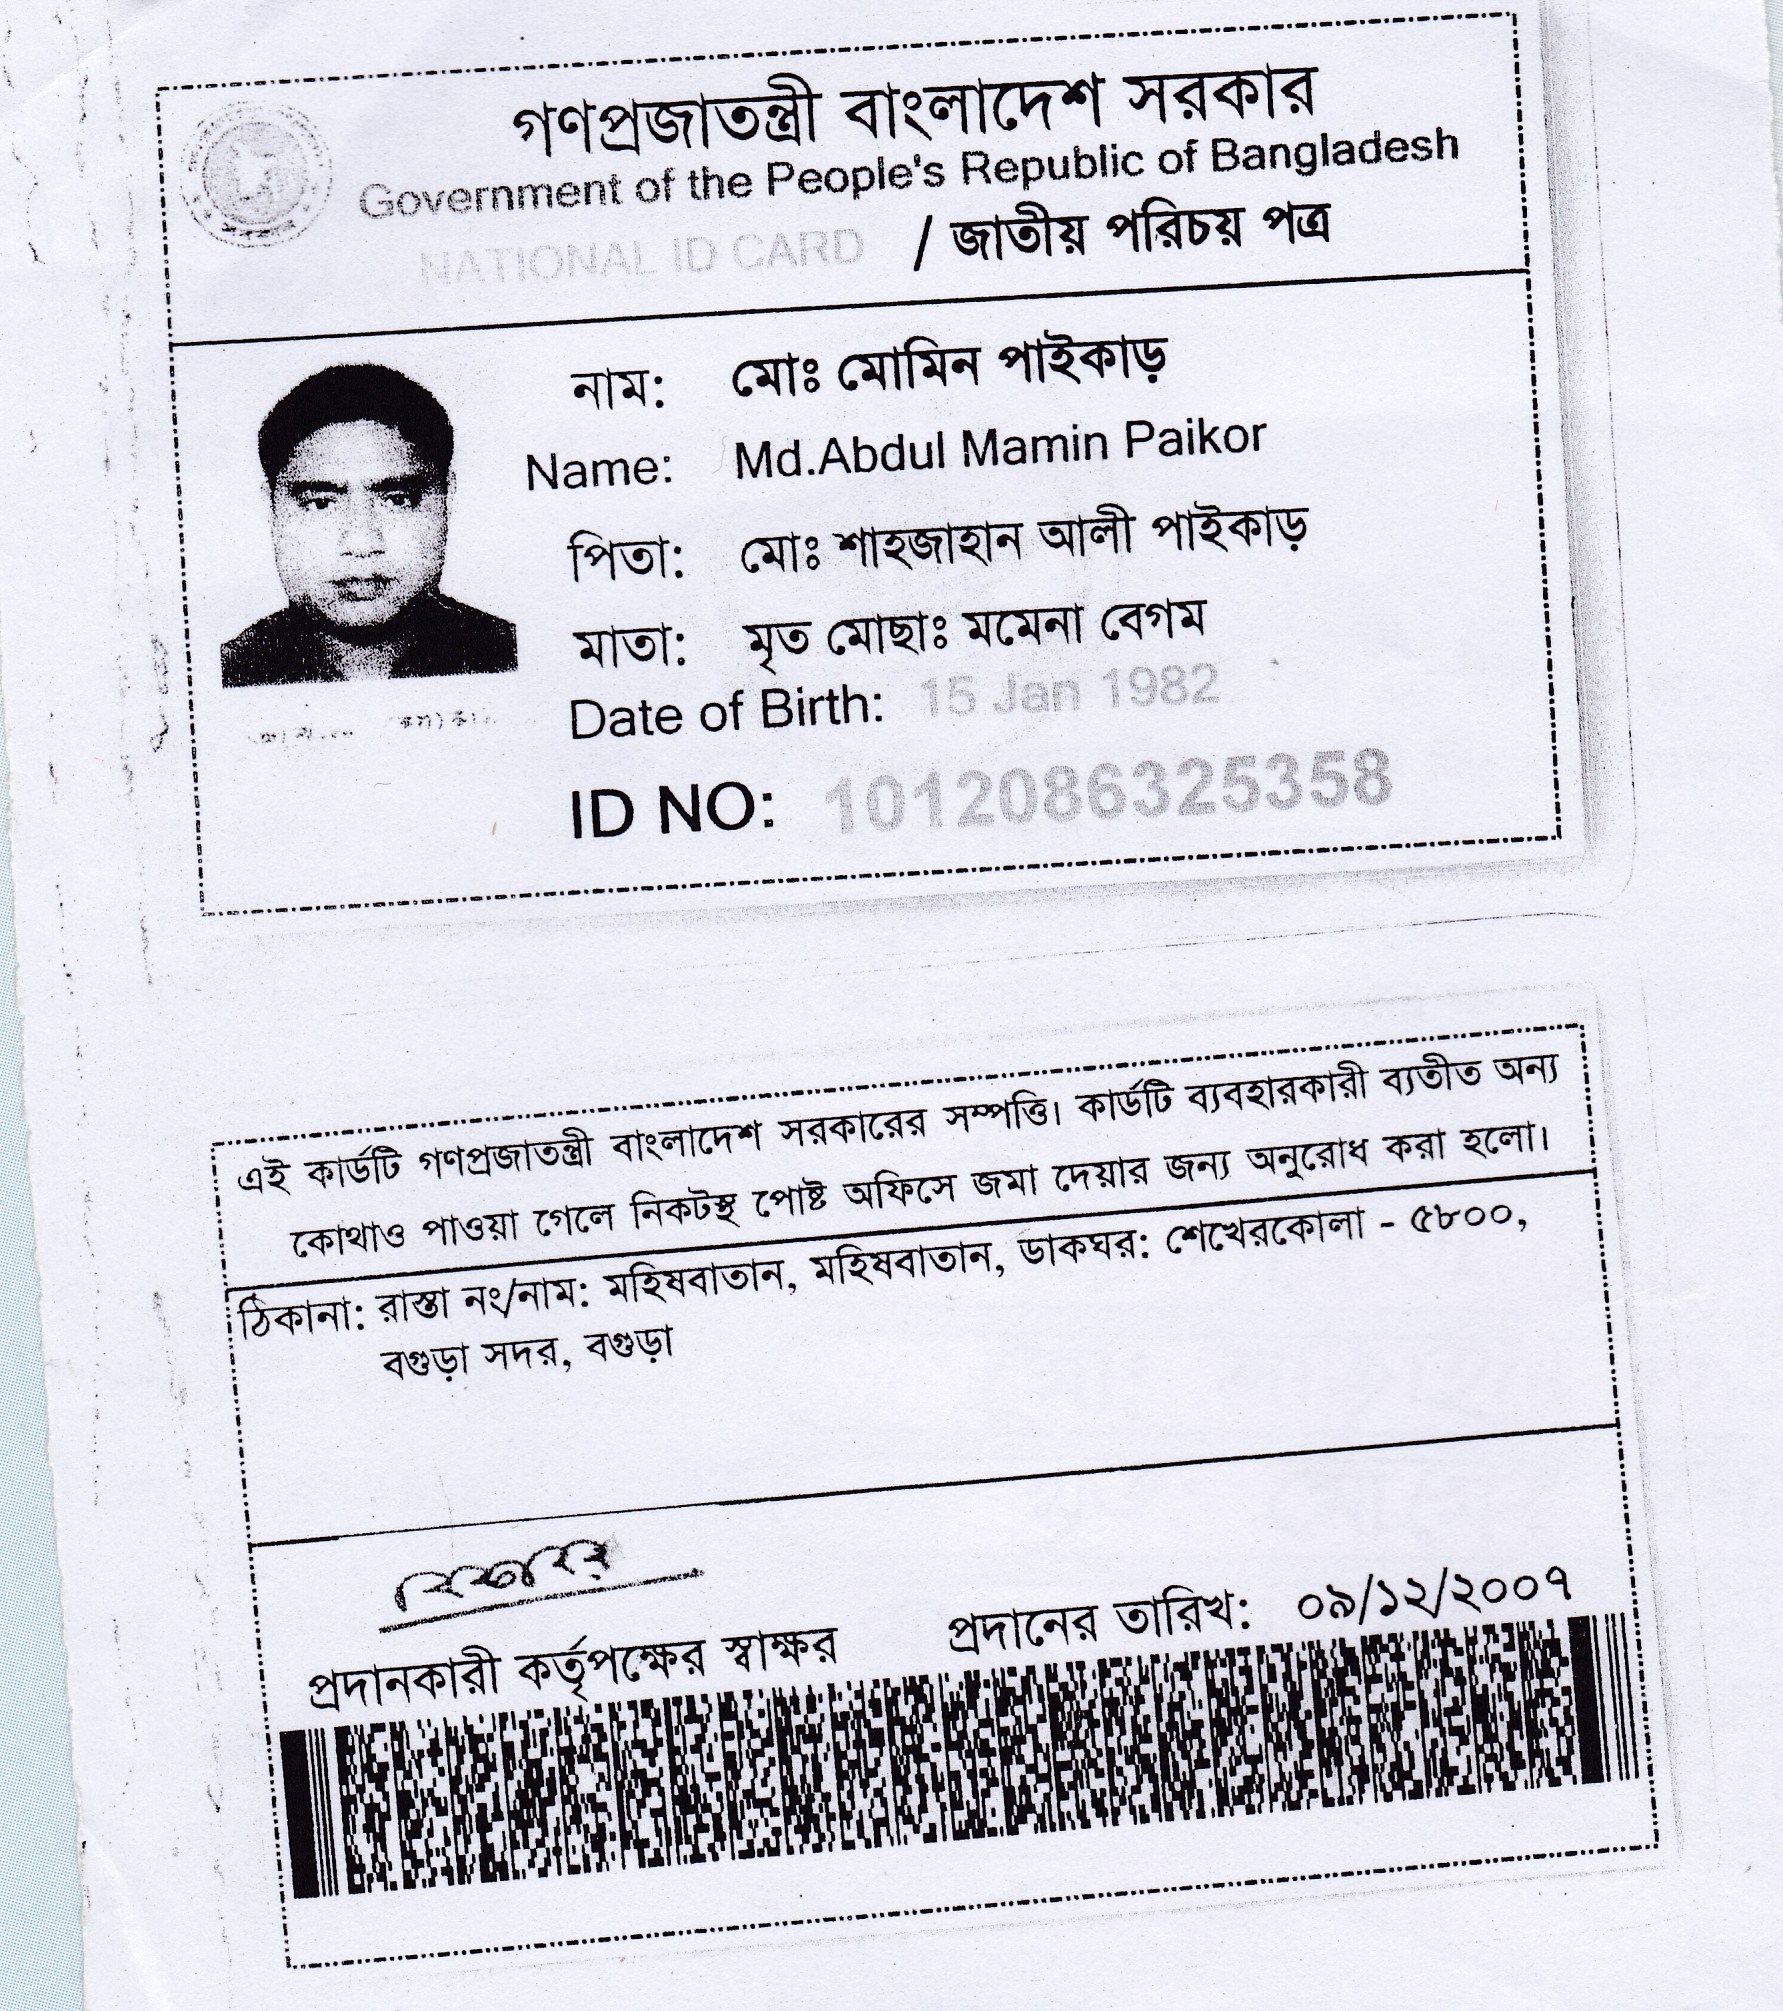 গণপ্রজাতন্ত্রী বাংলাদেশ সরকার
Government of the People's Republic of Bangladesh
NATIONAL ID CARD / জাতীয় পরিচয় পত্র
নাম: মোঃ মোমিন পাইকাড়
Name: Md.Abdul Mamin Paikor
পিতা: মোঃ শাহজাহান আলী পাইকাড়
মাতা: মৃত মোছাঃ মমেনা বেগম
Date of Birth: 15 Jan 1982
ID NO: 1012086325358
এই কার্ডটি গণপ্রজাতন্ত্রী বাংলাদেশ সরকারের সম্পত্তি। কার্ডটি ব্যবহারকারী ব্যতীত অন্য
কোথাও পাওয়া গেলে নিকটস্থ পোষ্ট অফিসে জমা দেয়ার জন্য অনুরোধ করা হলো।
ঠিকানা: রাস্তা নং/নাম: মহিষবাতান, মহিষবাতান, ডাকঘর: শেখেরকোলা - ৫৮০০,
বগুড়া সদর, বগুড়া
প্রদানকারী কর্তৃপক্ষের স্বাক্ষর প্রদানের তারিখ: ০৯/১২/২০০৭